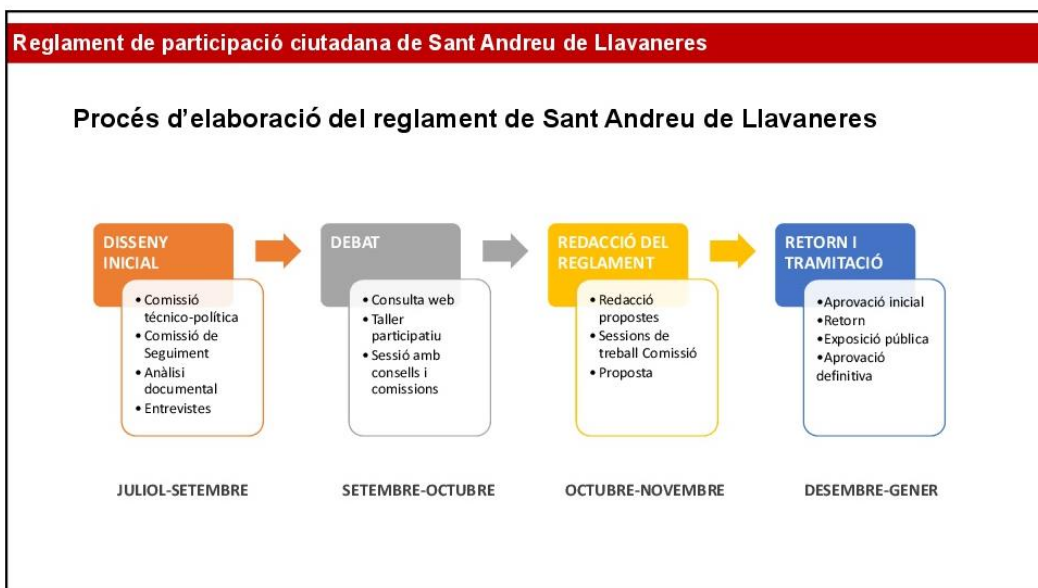 Reglament de participació ciutadana de Sant Andreu de Llavaneres
Procés d’elaboració del reglament de Sant Andreu de Llavaneres
DISSENY
INICIAL
• Comissió
técnico-política
• Comissió de
Seguiment
• Anàlisi
documental
• Entrevistes
JULIOL-SETEMBRE
DEBAT
• Consulta web
• Taller
participatiu
• Sessió amb
consells i
comissions
SETEMBRE-OCTUBRE
REDACCIÓ DEL
REGLAMENT
• Redacció
propostes
• Sessions de
treball Comissió
• Proposta
OCTUBRE-NOVEMBRE
RETORN I
TRAMITACIÓ
•Aprovació inicial
•Retorn
•Exposició pública
•Aprovació
definitiva
DESEMBRE-GENER